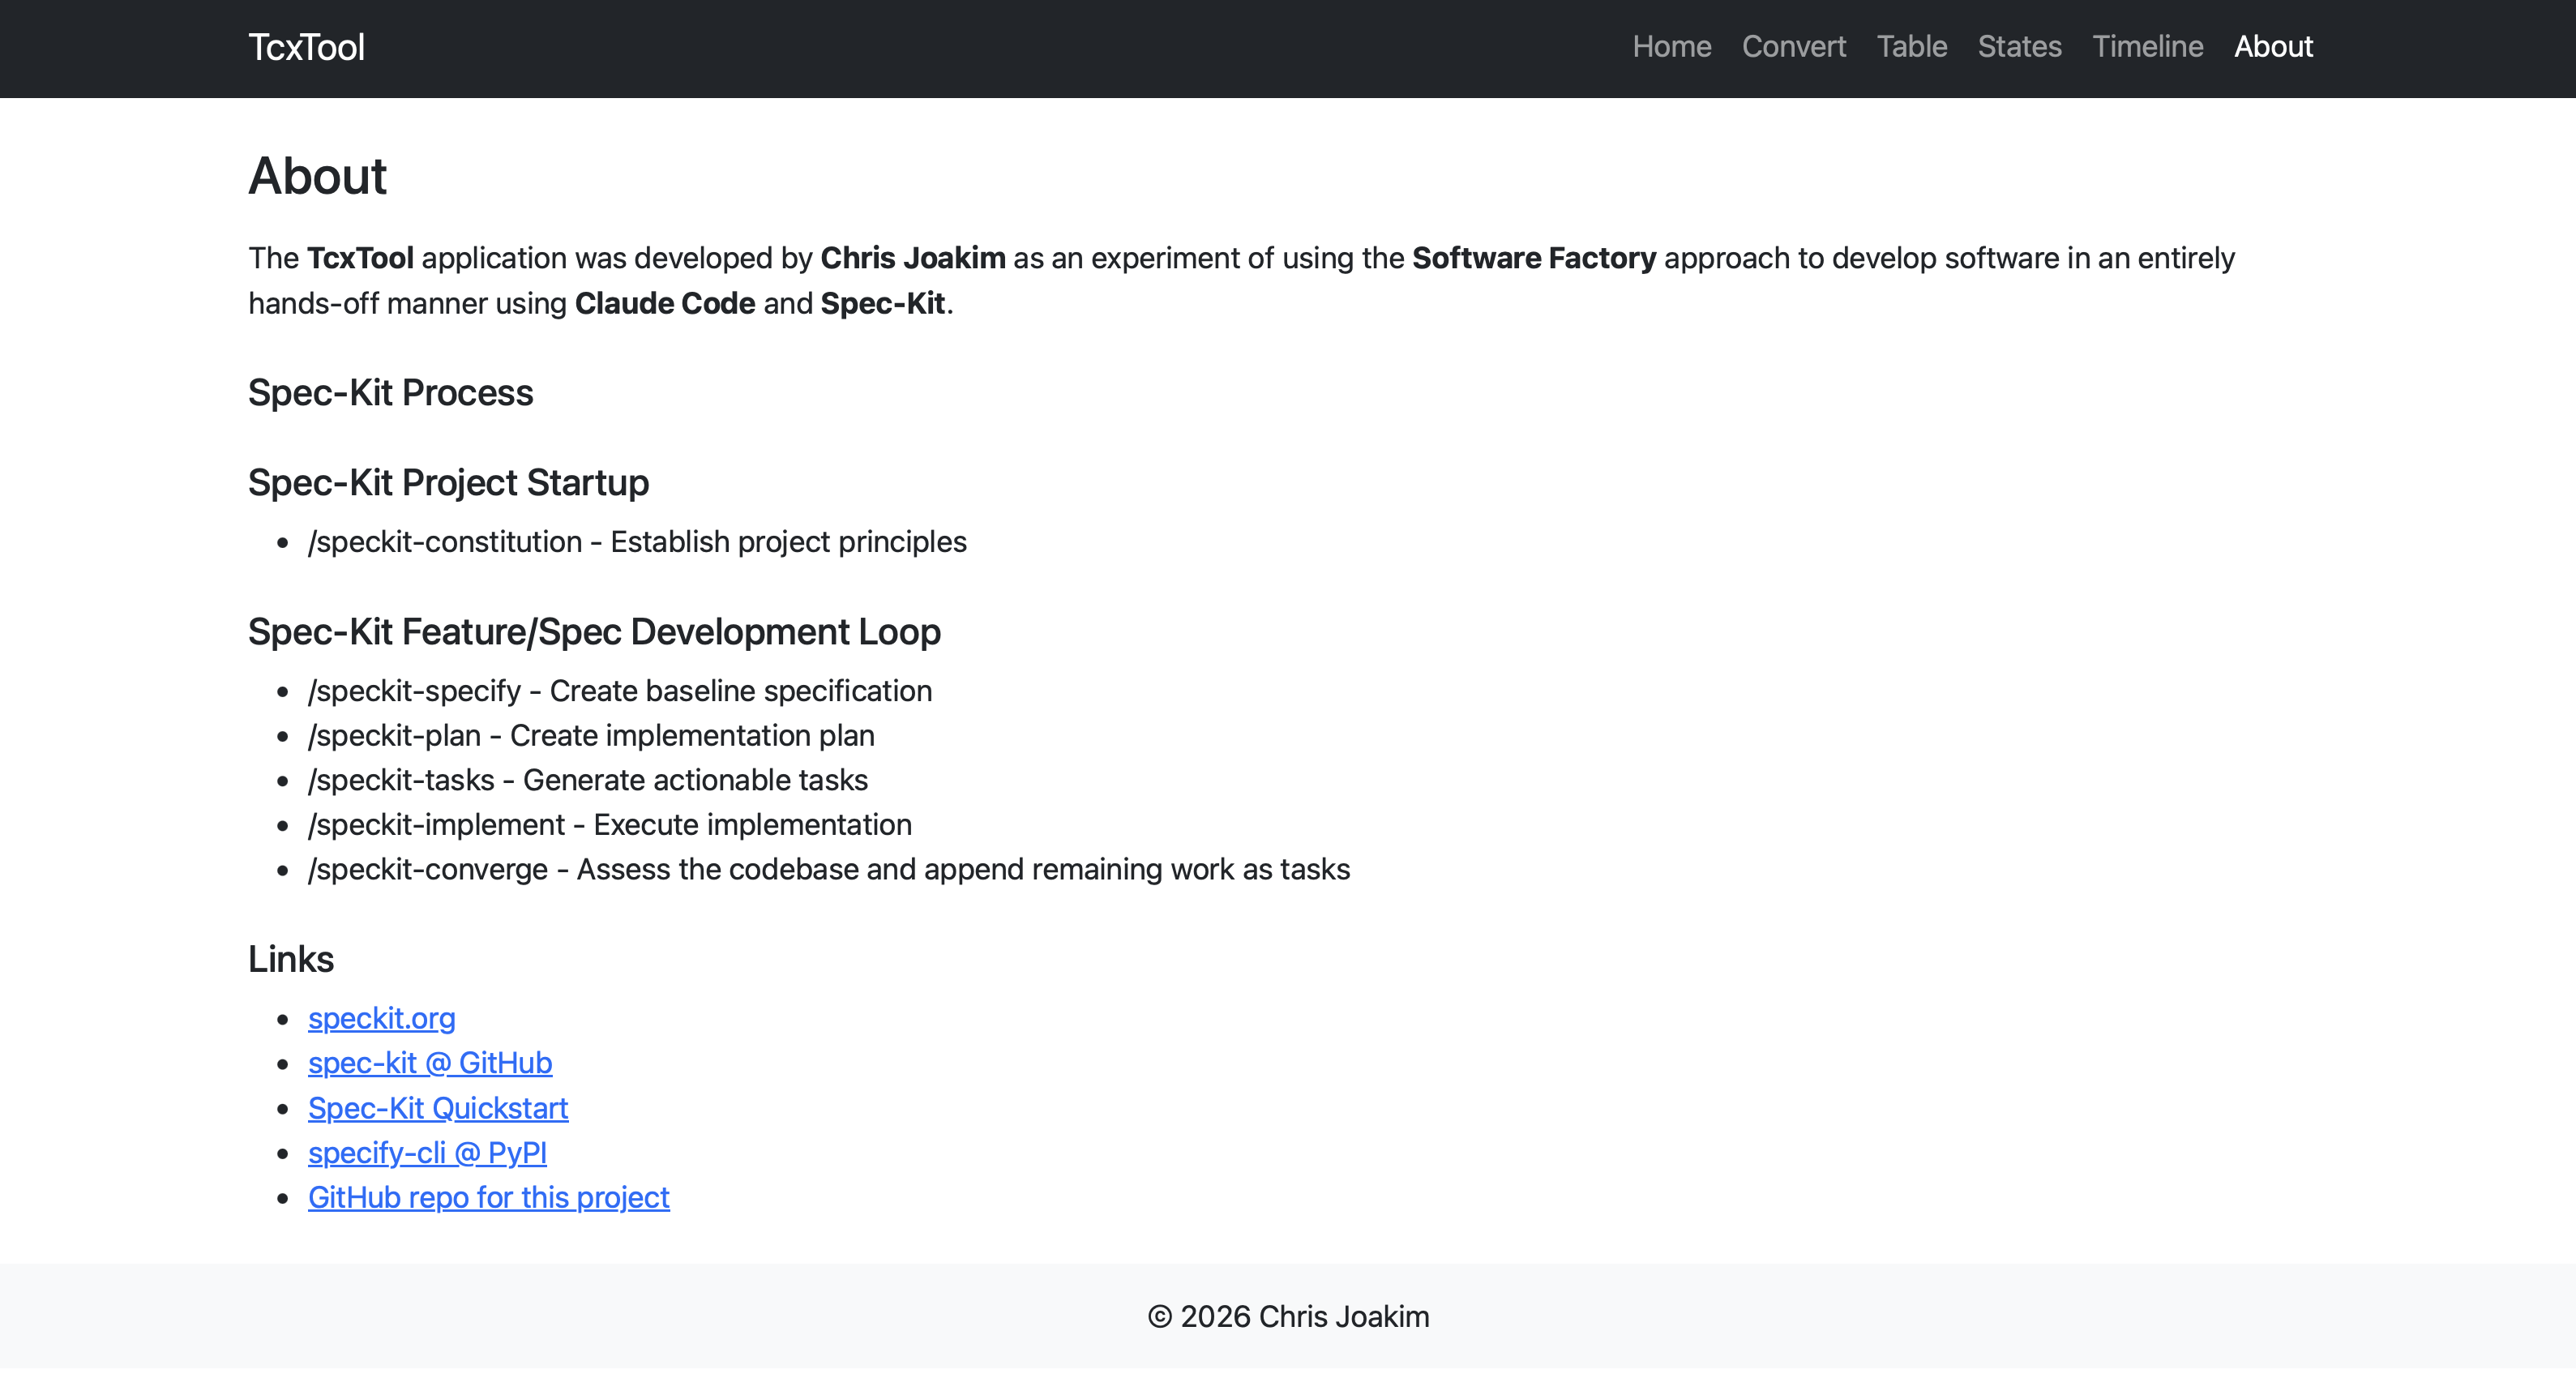 TcxTool
Home Convert Table States Timeline About
About
The TcxTool application was developed by Chris Joakim as an experiment of using the Software Factory approach to develop software in an entirely
hands-off manner using Claude Code and Spec-Kit.
Spec-Kit Process
Spec-Kit Project Startup
• /speckit-constitution - Establish project principles
Spec-Kit Feature/Spec Development Loop
• /speckit-specify - Create baseline specification
• /speckit-plan - Create implementation plan
• /speckit-tasks - Generate actionable tasks
• /speckit-implement - Execute implementation
• /speckit-converge - Assess the codebase and append remaining work as tasks
Links
• speckit.org
• spec-kit @ GitHub
• Spec-Kit Quickstart
• specify-cli @ PyPI
• GitHub repo for this project
© 2026 Chris Joakim